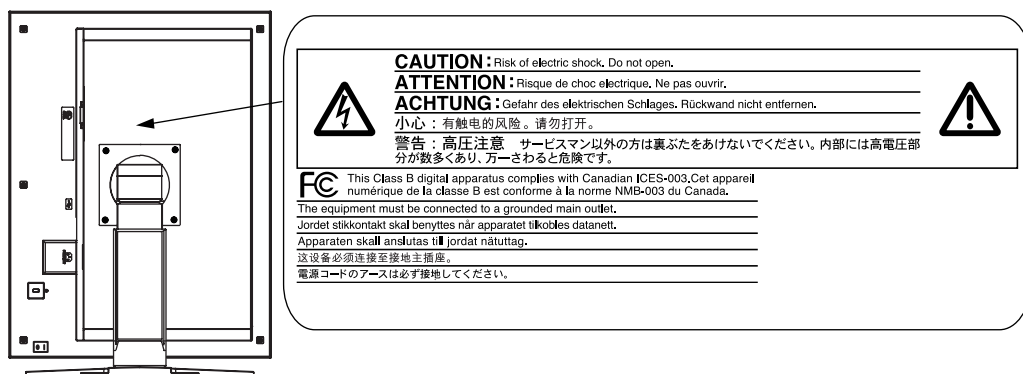 CAUTION : Risk of electric shock. Do not open.
ATTENTION : Risque de choc electrique. Ne pas ouvrir.
ACHTUNG : Gefahr des elektrischen Schlages. Rückwand nicht entfernen.
小心 : 有触电的风险。请勿打开。
警告 : 高圧注意 サービスマン以外の方は裏ぶたをあけないでください。内部には高電圧部
分が数多くあり、万一さわると危険です。
FC This Class B digital apparatus complies with Canadian ICES-003.Cet appareil
numérique de la classe B est conforme à la norme NMB-003 du Canada.
The equipment must be connected to a grounded main outlet.
Jordet stikkontakt skal benyttes når apparatet tilkobles datanett.
Apparaten skall anslutas till jordat nätuttag.
这设备必须连接至接地主插座。
電源コードのアースは必ず接地してください。